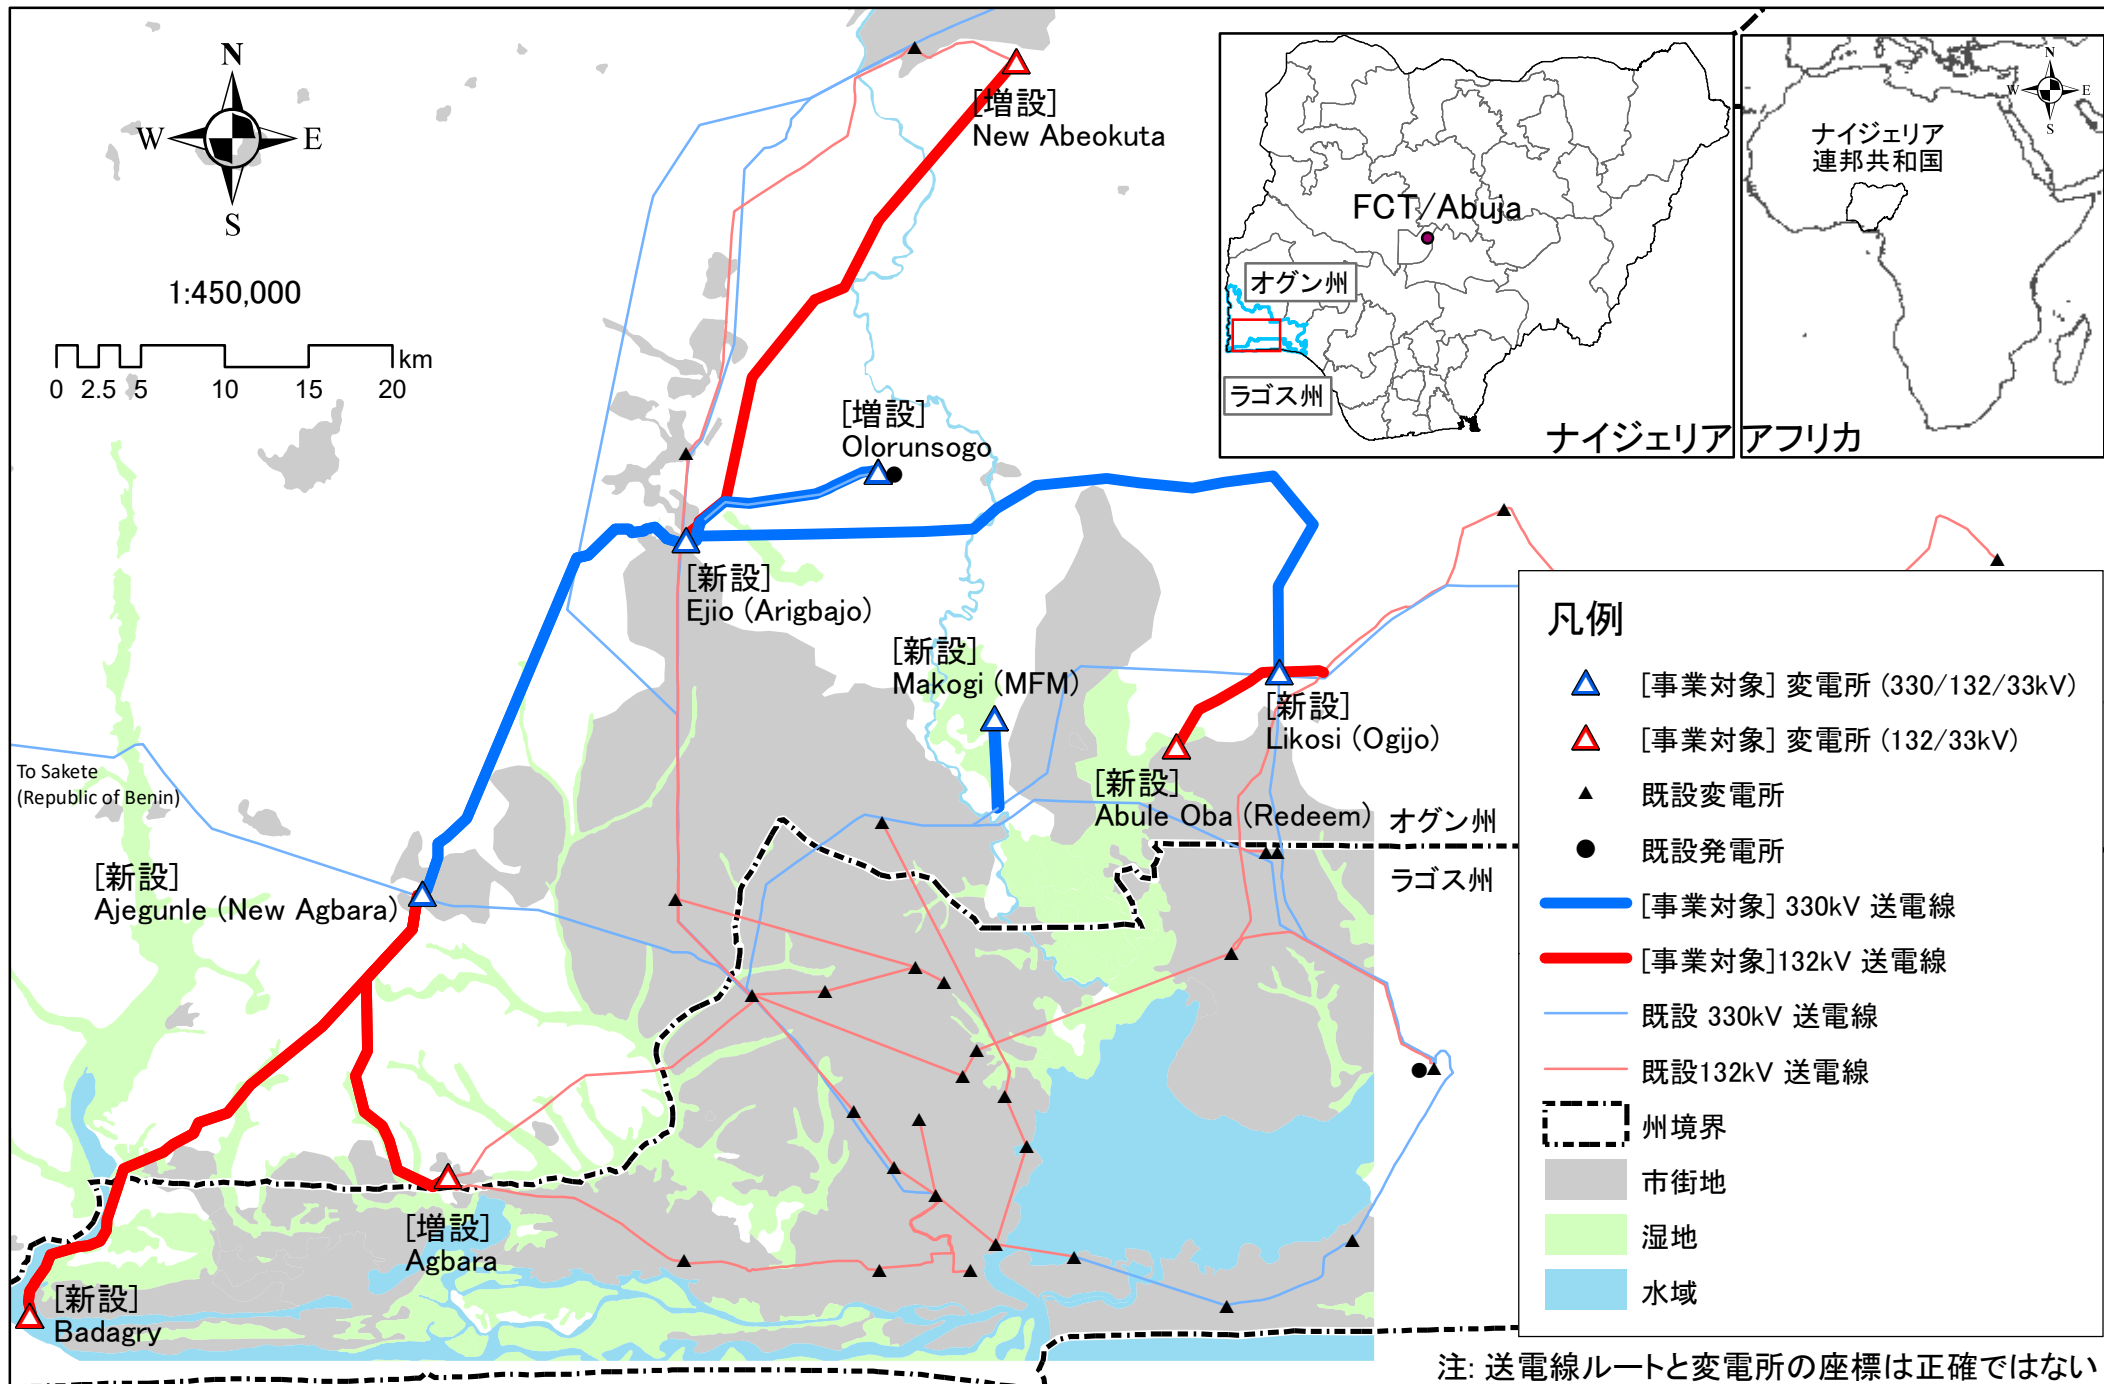 N
W
E
S
1:450,000
km
0 2.5 5 10 15 20
[増設]
New Abeokuta
[増設]
Olorunsogo
[新設]
Ejio (Arigbajo)
[新設]
Makogi (MFM)
[新設]
Likosi (Ogijo)
[新設]
Abule Oba (Redeem)
オグン州
ラゴス州
To Sakete
(Republic of Benin)
[新設]
Ajegunle (New Agbara)
[増設]
Agbara
[新設]
Badagry
FCT/Abuja
オグン州
ラゴス州
ナイジェリア
N
W
E
S
ナイジェリア
連邦共和国
アフリカ
凡例
[事業対象] 変電所 (330/132/33kV)
[事業対象] 変電所 (132/33kV)
既設変電所
既設発電所
[事業対象] 330kV 送電線
[事業対象]132kV 送電線
既設 330kV 送電線
既設132kV 送電線
州境界
市街地
湿地
水域
注: 送電線ルートと変電所の座標は正確ではない